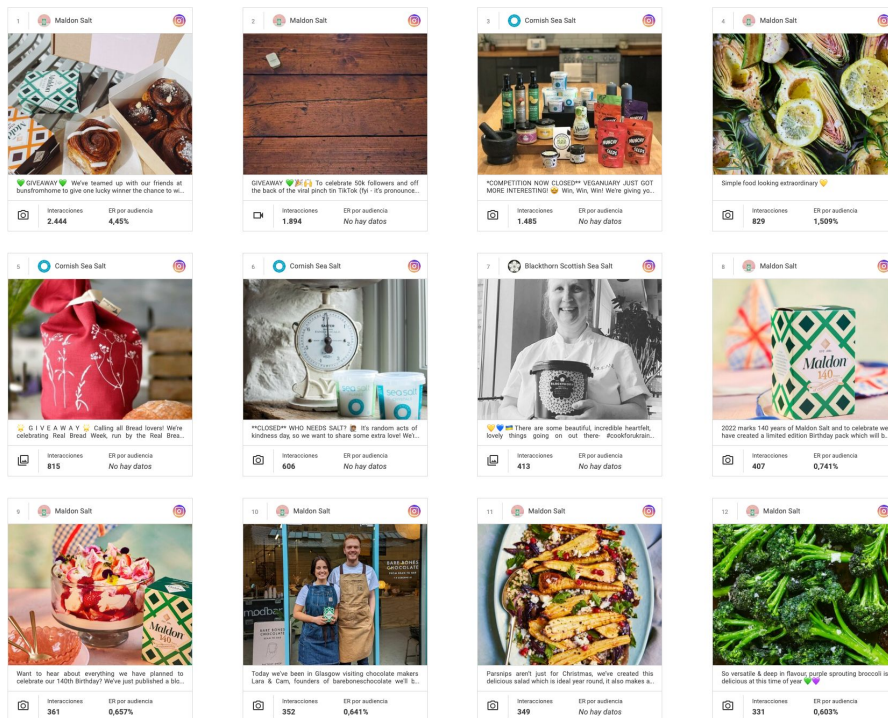 1 Maldon Salt
💚 GIVEAWAY 💚 We've teamed up with our friends at
bunsfromhome to give one lucky winner the chance to wi...
Interacciones
2.444
ER por audiencia
4,45%
2 Maldon Salt
GIVEAWAY 💚🎉🙌 To celebrate 50k followers and off
the back of the viral pinch tin TikTok (fyi - it's pronounce...
Interacciones
1.894
ER por audiencia
No hay datos
3 Cornish Sea Salt
MUNCHY
SEEDS
MUNCHY
SEEDS
*COMPETITION NOW CLOSED** VEGANUARY JUST GOT
MORE INTERESTING! 🤩 Win, Win, Win! We're giving yo...
Interacciones
1.485
ER por audiencia
No hay datos
4 Maldon Salt
Simple food looking extraordinary 💛
Interacciones
829
ER por audiencia
1,509%
5 Cornish Sea Salt
⭐ G I V E A W A Y ⭐ Calling all Bread lovers! We're
celebrating Real Bread Week, run by the Real Brea...
Interacciones
815
ER por audiencia
No hay datos
6 Cornish Sea Salt
sea salt
sea salt
**CLOSED** WHO NEEDS SALT? 🙋 It's random acts of
kindness day, so we want to share some extra love! We'r...
Interacciones
606
ER por audiencia
No hay datos
7 Blackthorn Scottish Sea Salt
💛💙🇺🇦 There are some beautiful, incredible heartfelt,
lovely things going on out there- #cookforukrain...
Interacciones
413
ER por audiencia
No hay datos
8 Maldon Salt
Maldon
140
2022 marks 140 years of Maldon Salt and to celebrate we
have created a limited edition Birthday pack which will b...
Interacciones
407
ER por audiencia
0,741%
9 Maldon Salt
Maldon
140
Want to hear about everything we have planned to
celebrate our 140th Birthday? We've just published a blo...
Interacciones
361
ER por audiencia
0,657%
10 Maldon Salt
BARE·BONES
CHOCOLATE
modbar
BARE BONES
CHOCOLATE
Today we've been in Glasgow visiting chocolate makers
Lara & Cam, founders of bareboneschocolate we'll b...
Interacciones
352
ER por audiencia
0,641%
11 Maldon Salt
Parsnips aren't just for Christmas, we've created this
delicious salad which is ideal year round, it also makes a...
Interacciones
349
ER por audiencia
No hay datos
12 Maldon Salt
So versatile & deep in flavour, purple sprouting broccoli is
delicious at this time of year 💚💜
Interacciones
331
ER por audiencia
0,603%